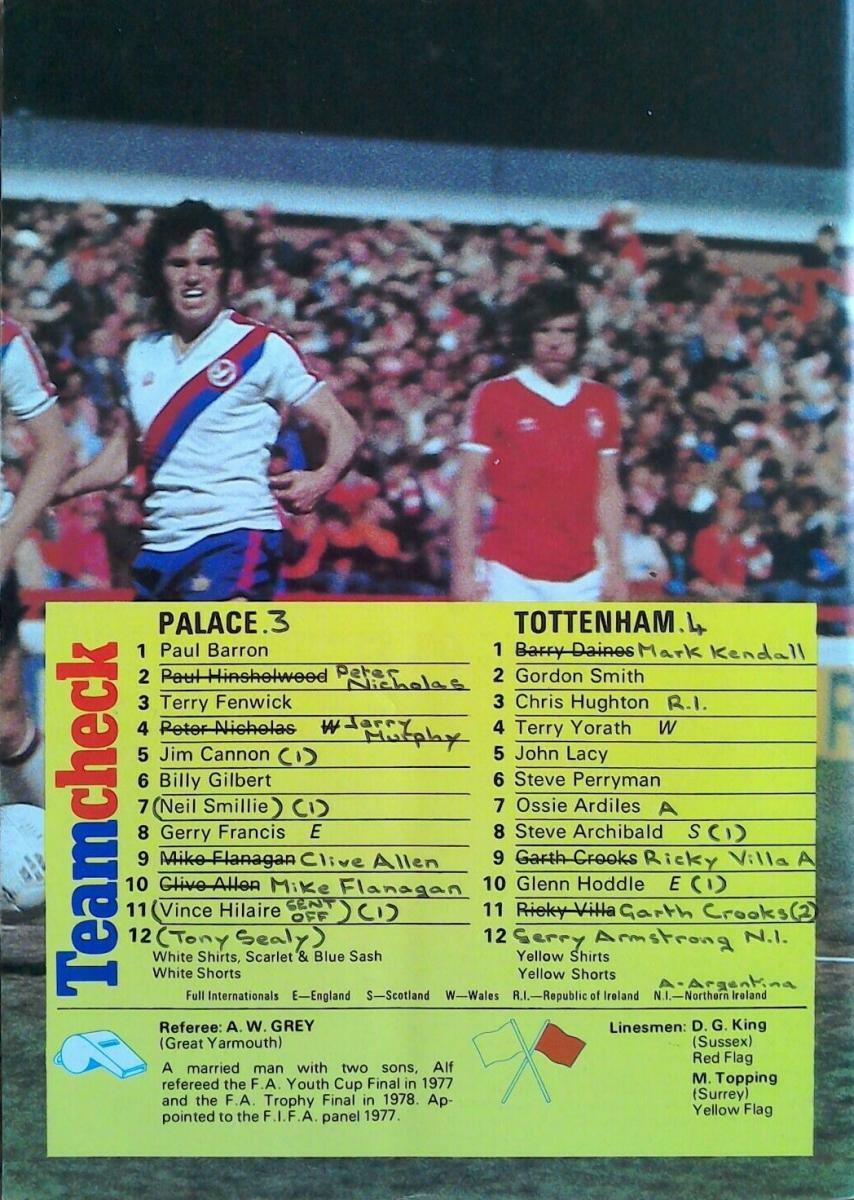 Teamcheck
PALACE.3
1 Paul Barron
2 Paul Hinshelwood Peter Nicholas
3 Terry Fenwick
4 Peter Nicholas W Jerry Murphy
5 Jim Cannon (1)
6 Billy Gilbert
7 (Neil Smillie) (1)
8 Gerry Francis E
9 Mike Flanagan Clive Allen
10 Clive Allen Mike Flanagan
11 (Vince Hilaire SENT OFF) (1)
12 (Tony Sealy)
White Shirts, Scarlet & Blue Sash
White Shorts
TOTTENHAM.4
1 Barry Daines Mark Kendall
2 Gordon Smith
3 Chris Hughton R.I.
4 Terry Yorath W
5 John Lacy
6 Steve Perryman
7 Ossie Ardiles A
8 Steve Archibald S (1)
9 Garth Crooks Ricky Villa A
10 Glenn Hoddle E (1)
11 Ricky Villa Garth Crooks (2)
12 Gerry Armstrong N.I.
Yellow Shirts
Yellow Shorts
A-Argentina
Full Internationals E—England S—Scotland W—Wales R.I.—Republic of Ireland N.I.—Northern Ireland
Referee: A. W. GREY
(Great Yarmouth)
A married man with two sons, Alf
refereed the F.A. Youth Cup Final in 1977
and the F.A. Trophy Final in 1978. Ap-
pointed to the F.I.F.A. panel 1977.
Linesmen: D. G. King
(Sussex)
Red Flag
M. Topping
(Surrey)
Yellow Flag